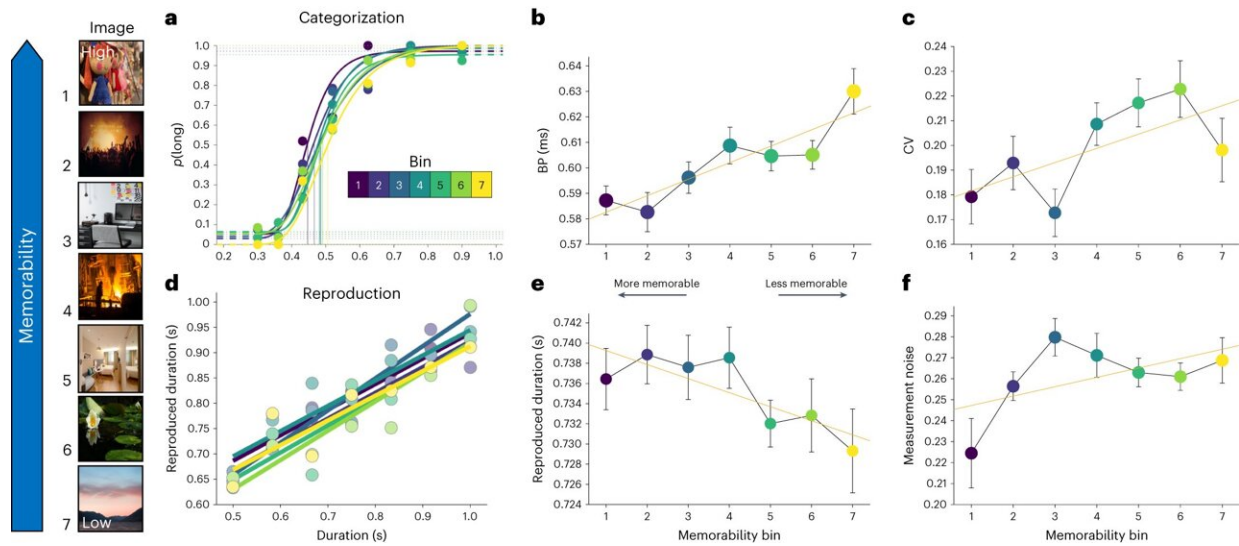 Memorability
Image
High
1
2
3
4
5
6
7
Low
a
Categorization
p(long)
1.0
0.9
0.8
0.7
0.6
0.5
0.4
0.3
0.2
0.1
0
Bin
1 2 3 4 5 6 7
0.2 0.3 0.4 0.5 0.6 0.7 0.8 0.9 1.0
b
BP (ms)
0.64
0.63
0.62
0.61
0.60
0.59
0.58
0.57
1 2 3 4 5 6 7
c
CV
0.24
0.23
0.22
0.21
0.20
0.19
0.18
0.17
0.16
1 2 3 4 5 6 7
d
Reproduction
Reproduced duration (s)
1.00
0.95
0.90
0.85
0.80
0.75
0.70
0.65
0.60
0.5 0.6 0.7 0.8 0.9 1.0
Duration (s)
e
More memorable
Less memorable
Reproduced duration (s)
0.742
0.740
0.738
0.736
0.734
0.732
0.730
0.728
0.726
0.724
1 2 3 4 5 6 7
Memorability bin
f
Measurement noise
0.30
0.29
0.28
0.27
0.26
0.25
0.24
0.23
0.22
0.21
0.20
1 2 3 4 5 6 7
Memorability bin